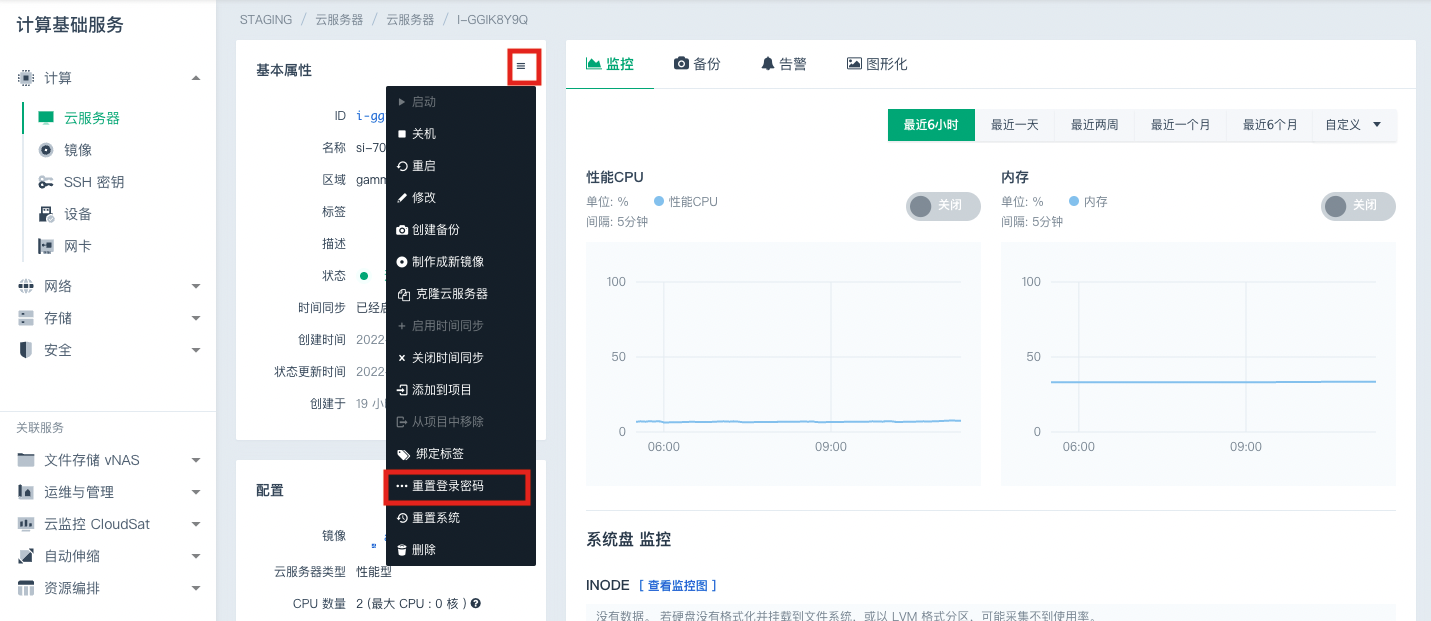 计算基础服务
计算
云服务器
镜像
SSH 密钥
设备
网卡
网络
存储
安全
关联服务
文件存储 vNAS
运维与管理
云监控 CloudSat
自动伸缩
资源编排
STAGING / 云服务器 / 云服务器 / I-GGIK8Y9Q
基本属性
ID i-gg
名称 si-70
区域 gamm
标签
描述
状态
时间同步 已经启
创建时间 2022-
状态更新时间 2022-
创建于 19 小
启动
关机
重启
修改
创建备份
制作成新镜像
克隆云服务器
启用时间同步
关闭时间同步
添加到项目
从项目中移除
绑定标签
重置登录密码
重置系统
删除
配置
镜像
云服务器类型 性能型
CPU 数量 2 (最大 CPU : 0 核 )
监控 备份 告警 图形化
最近6小时 最近一天 最近两周 最近一个月 最近6个月 自定义
性能CPU
单位: % 性能CPU
间隔: 5分钟
关闭
100
50
0
06:00 09:00
内存
单位: % 内存
间隔: 5分钟
关闭
100
50
0
06:00 09:00
系统盘 监控
INODE [ 查看监控图 ]
没有数据。 若硬盘没有格式化并挂载到文件系统，或以 LVM 格式分区，可能采集不到使用率。